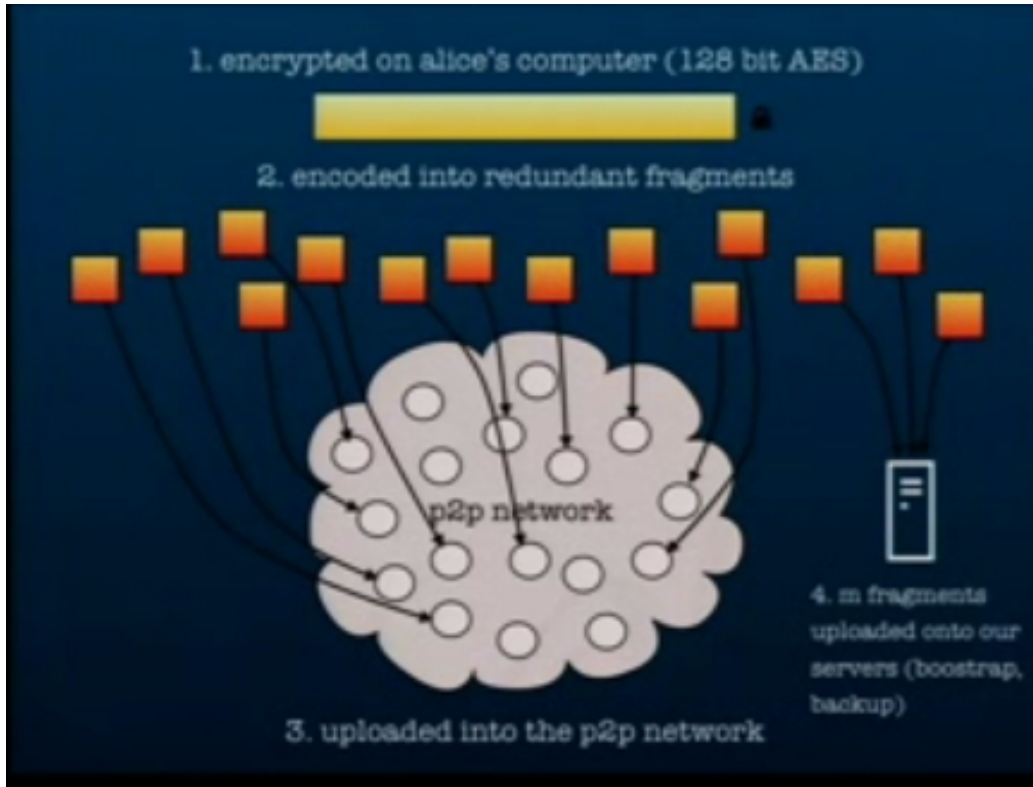 1. encrypted on alice's computer (128 bit AES)
2. encoded into redundant fragments
p2p network
4. m fragments
uploaded onto our
servers (boostrap,
backup)
3. uploaded into the p2p network